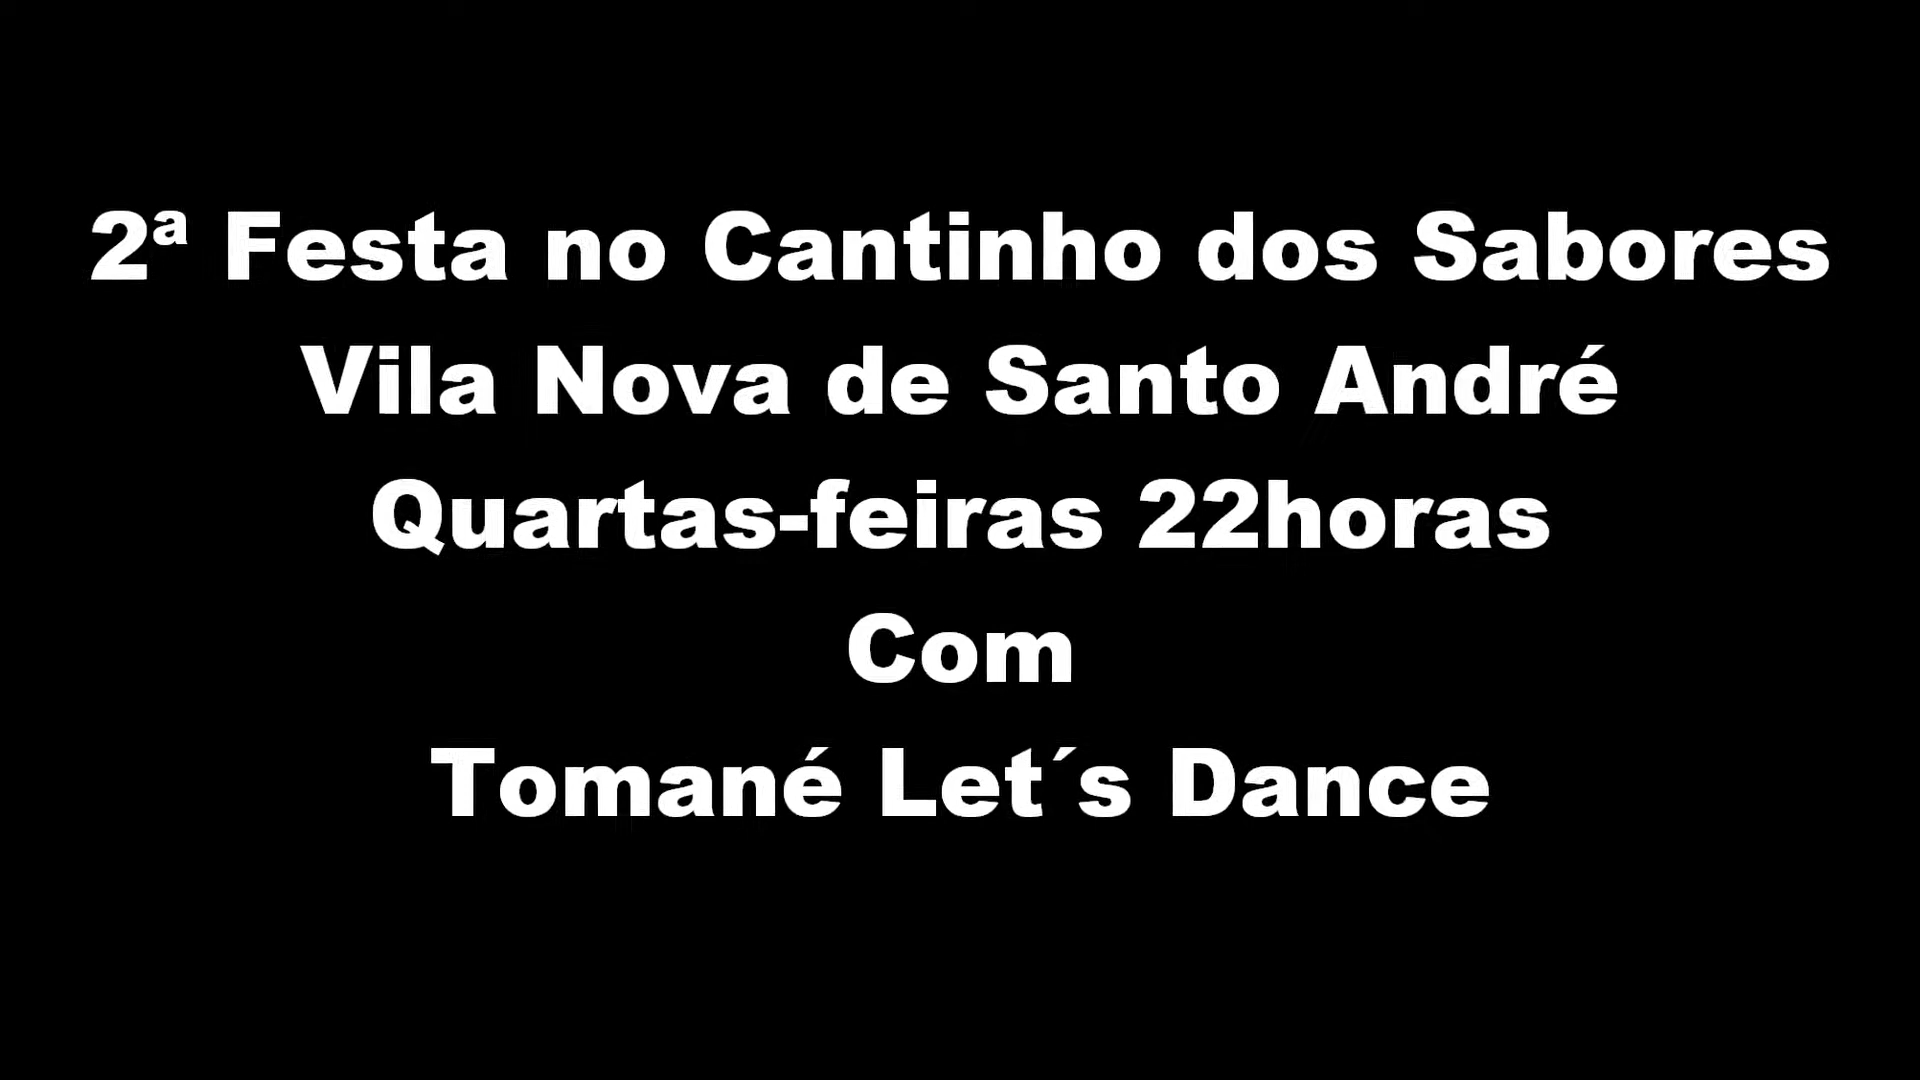 2ª Festa no Cantinho dos Sabores
Vila Nova de Santo André
Quartas-feiras 22horas
Com
Tomané Let´s Dance